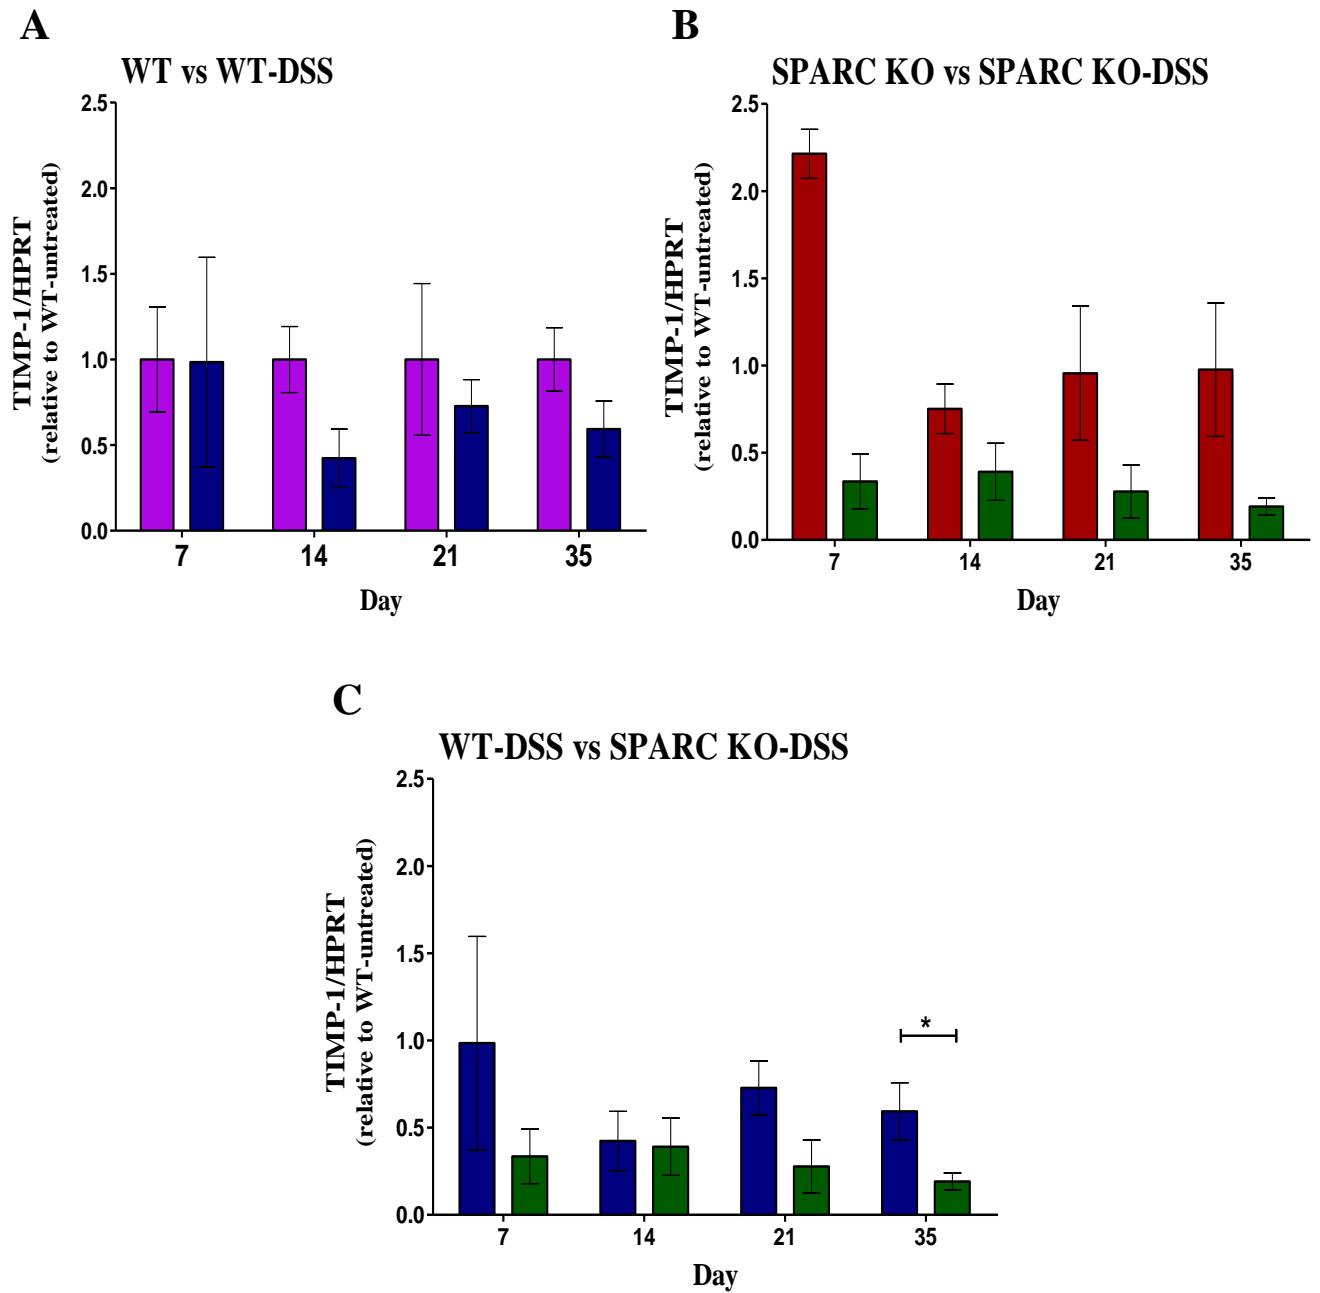 A
WT vs WT-DSS
TIMP-1/HPRT
(relative to WT-untreated)
2.5
2.0
1.5
1.0
0.5
0.0
7 14 21 35
Day
B
SPARC KO vs SPARC KO-DSS
TIMP-1/HPRT
(relative to WT-untreated)
2.5
2.0
1.5
1.0
0.5
0.0
7 14 21 35
Day
C
WT-DSS vs SPARC KO-DSS
TIMP-1/HPRT
(relative to WT-untreated)
2.5
2.0
1.5
1.0
0.5
0.0
*
7 14 21 35
Day